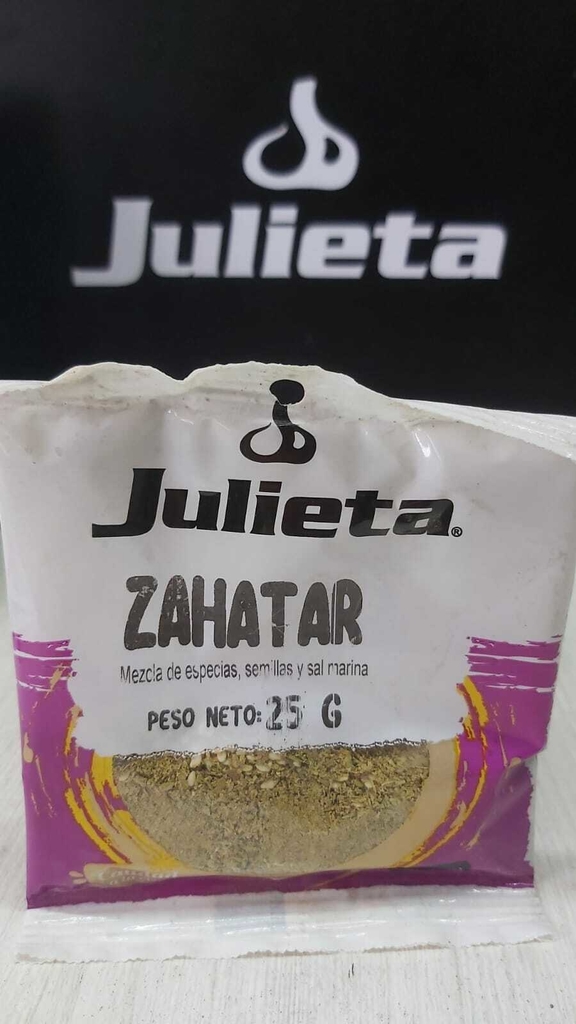 Julieta
Julieta®
ZAHATAR
Mezcla de especias, semillas y sal marina
PESO NETO: 25 G